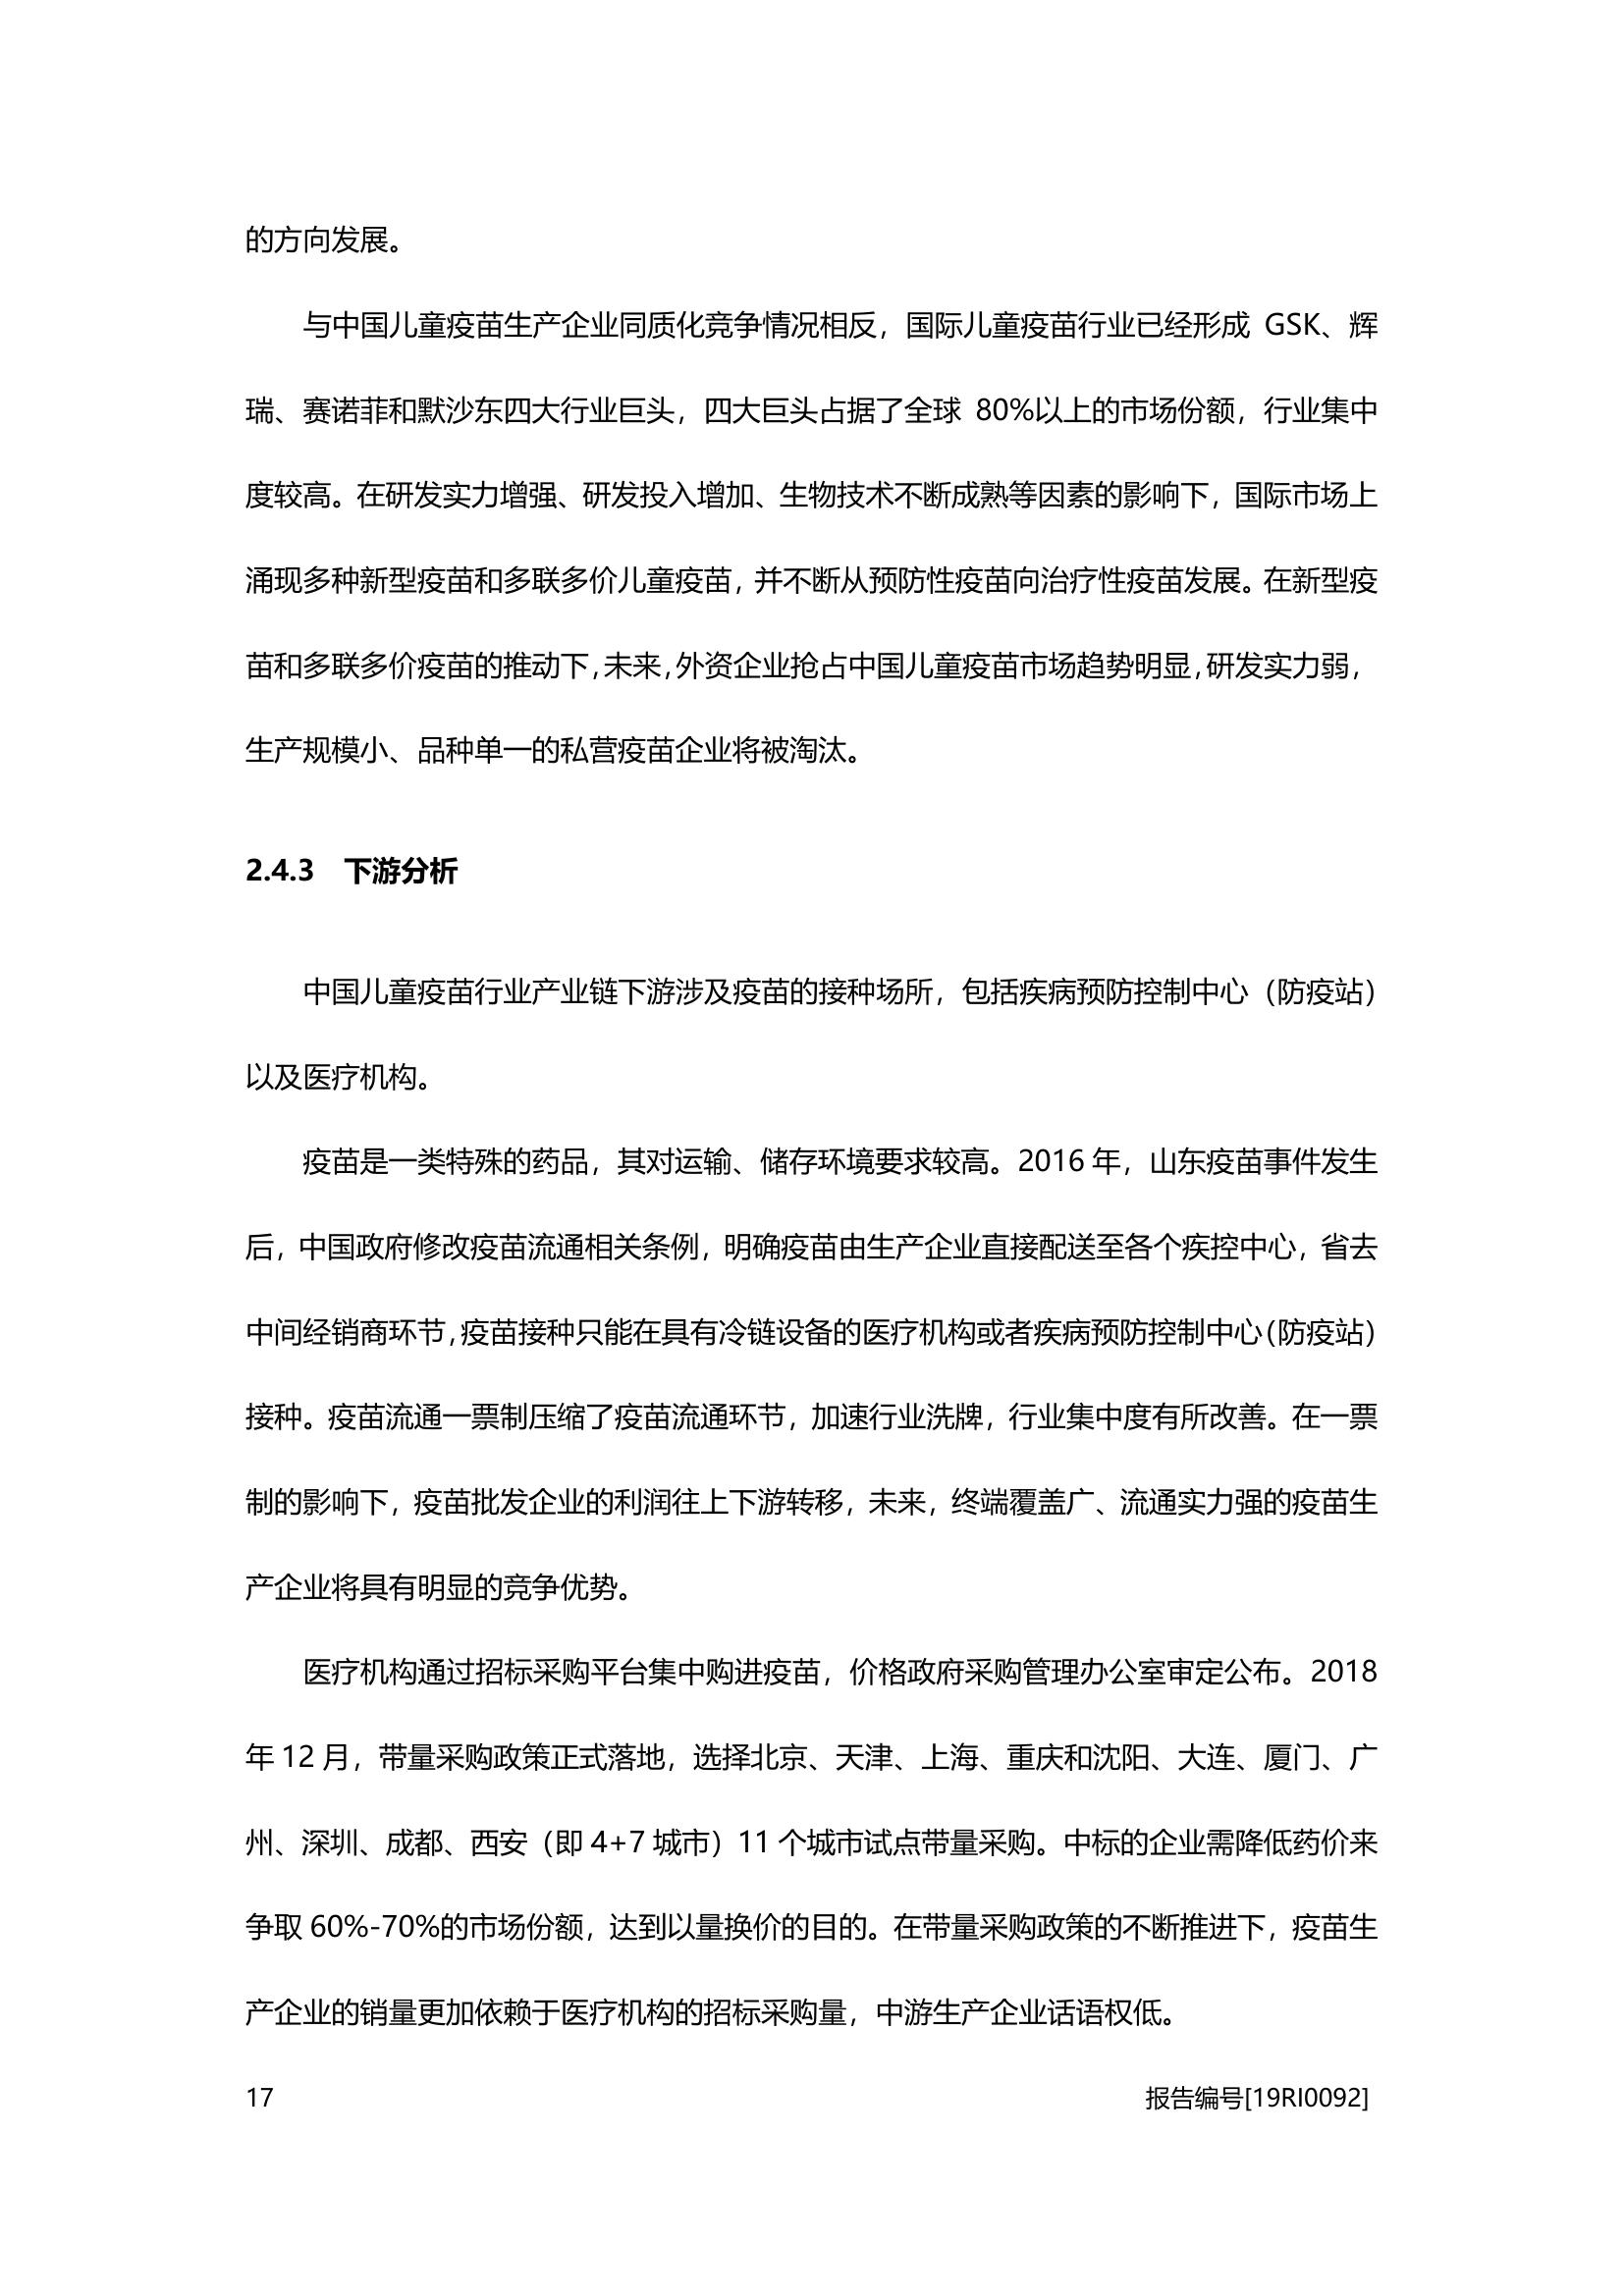 的方向发展。
与中国儿童疫苗生产企业同质化竞争情况相反，国际儿童疫苗行业已经形成 GSK、辉
瑞、赛诺菲和默沙东四大行业巨头，四大巨头占据了全球 80%以上的市场份额，行业集中
度较高。在研发实力增强、研发投入增加、生物技术不断成熟等因素的影响下，国际市场上
涌现多种新型疫苗和多联多价儿童疫苗，并不断从预防性疫苗向治疗性疫苗发展。在新型疫
苗和多联多价疫苗的推动下，未来，外资企业抢占中国儿童疫苗市场趋势明显，研发实力弱，
生产规模小、品种单一的私营疫苗企业将被淘汰。
2.4.3 下游分析
中国儿童疫苗行业产业链下游涉及疫苗的接种场所，包括疾病预防控制中心（防疫站）
以及医疗机构。
疫苗是一类特殊的药品，其对运输、储存环境要求较高。2016 年，山东疫苗事件发生
后，中国政府修改疫苗流通相关条例，明确疫苗由生产企业直接配送至各个疾控中心，省去
中间经销商环节，疫苗接种只能在具有冷链设备的医疗机构或者疾病预防控制中心（防疫站）
接种。疫苗流通一票制压缩了疫苗流通环节，加速行业洗牌，行业集中度有所改善。在一票
制的影响下，疫苗批发企业的利润往上下游转移，未来，终端覆盖广、流通实力强的疫苗生
产企业将具有明显的竞争优势。
医疗机构通过招标采购平台集中购进疫苗，价格政府采购管理办公室审定公布。2018
年 12 月，带量采购政策正式落地，选择北京、天津、上海、重庆和沈阳、大连、厦门、广
州、深圳、成都、西安（即 4+7 城市）11 个城市试点带量采购。中标的企业需降低药价来
争取 60%-70%的市场份额，达到以量换价的目的。在带量采购政策的不断推进下，疫苗生
产企业的销量更加依赖于医疗机构的招标采购量，中游生产企业话语权低。
17 报告编号[19RI0092]